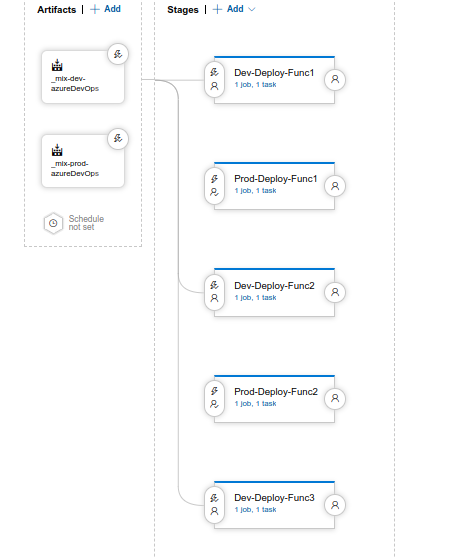 Artifacts | + Add
Stages | + Add
_mix-dev-
azureDevOps
Dev-Deploy-Func1
1 job, 1 task
_mix-prod-
azureDevOps
Prod-Deploy-Func1
1 job, 1 task
Schedule
not set
Dev-Deploy-Func2
1 job, 1 task
Prod-Deploy-Func2
1 job, 1 task
Dev-Deploy-Func3
1 job, 1 task